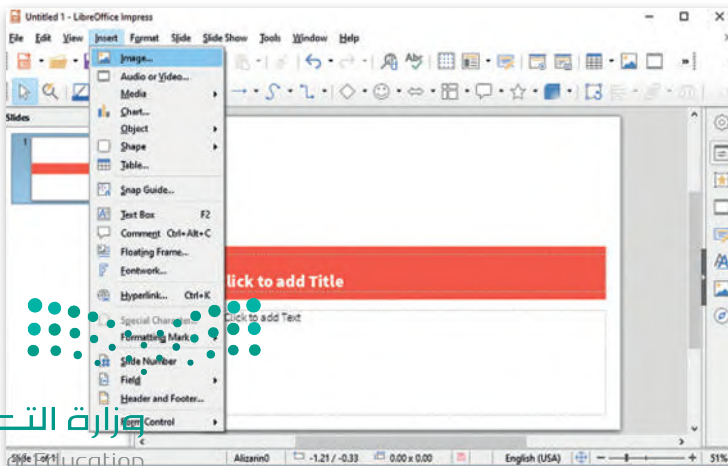 Untitled 1 - LibreOffice Impress
File Edit View Insert Format Slide Slide Show Tools Window Help
Image...
Audio or Video...
Media
Chart...
Object
Shape
Table...
Snap Guide...
Text Box F2
Comment Ctrl+Alt+C
Floating Frame...
Fontwork...
Hyperlink... Ctrl+K
Special Character...
Formatting Mark
Slide Number
Field
Header and Footer...
Form Control
Slides
1
lick to add Title
Click to add Text
وزارة التـ
Education
Slide 1 of 1 Alizarin0 -1.21 / -0.33 0.00 x 0.00 English (USA) 51%